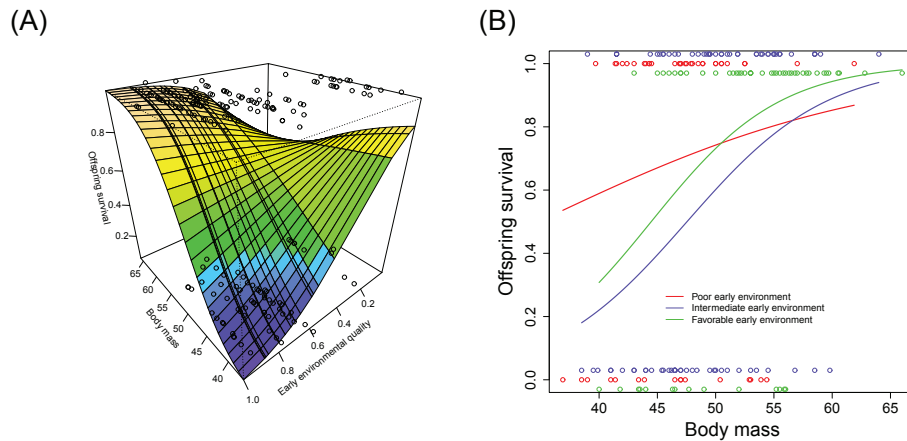 (A)
0.8
0.6
0.4
0.2
Offspring survival
65
60
55
50
45
40
Body mass
0.2
0.4
0.6
0.8
1.0
Early environmental quality
(B)
1.0
0.8
0.6
0.4
0.2
0.0
Offspring survival
Poor early environment
Intermediate early environment
Favorable early environment
40 45 50 55 60 65
Body mass